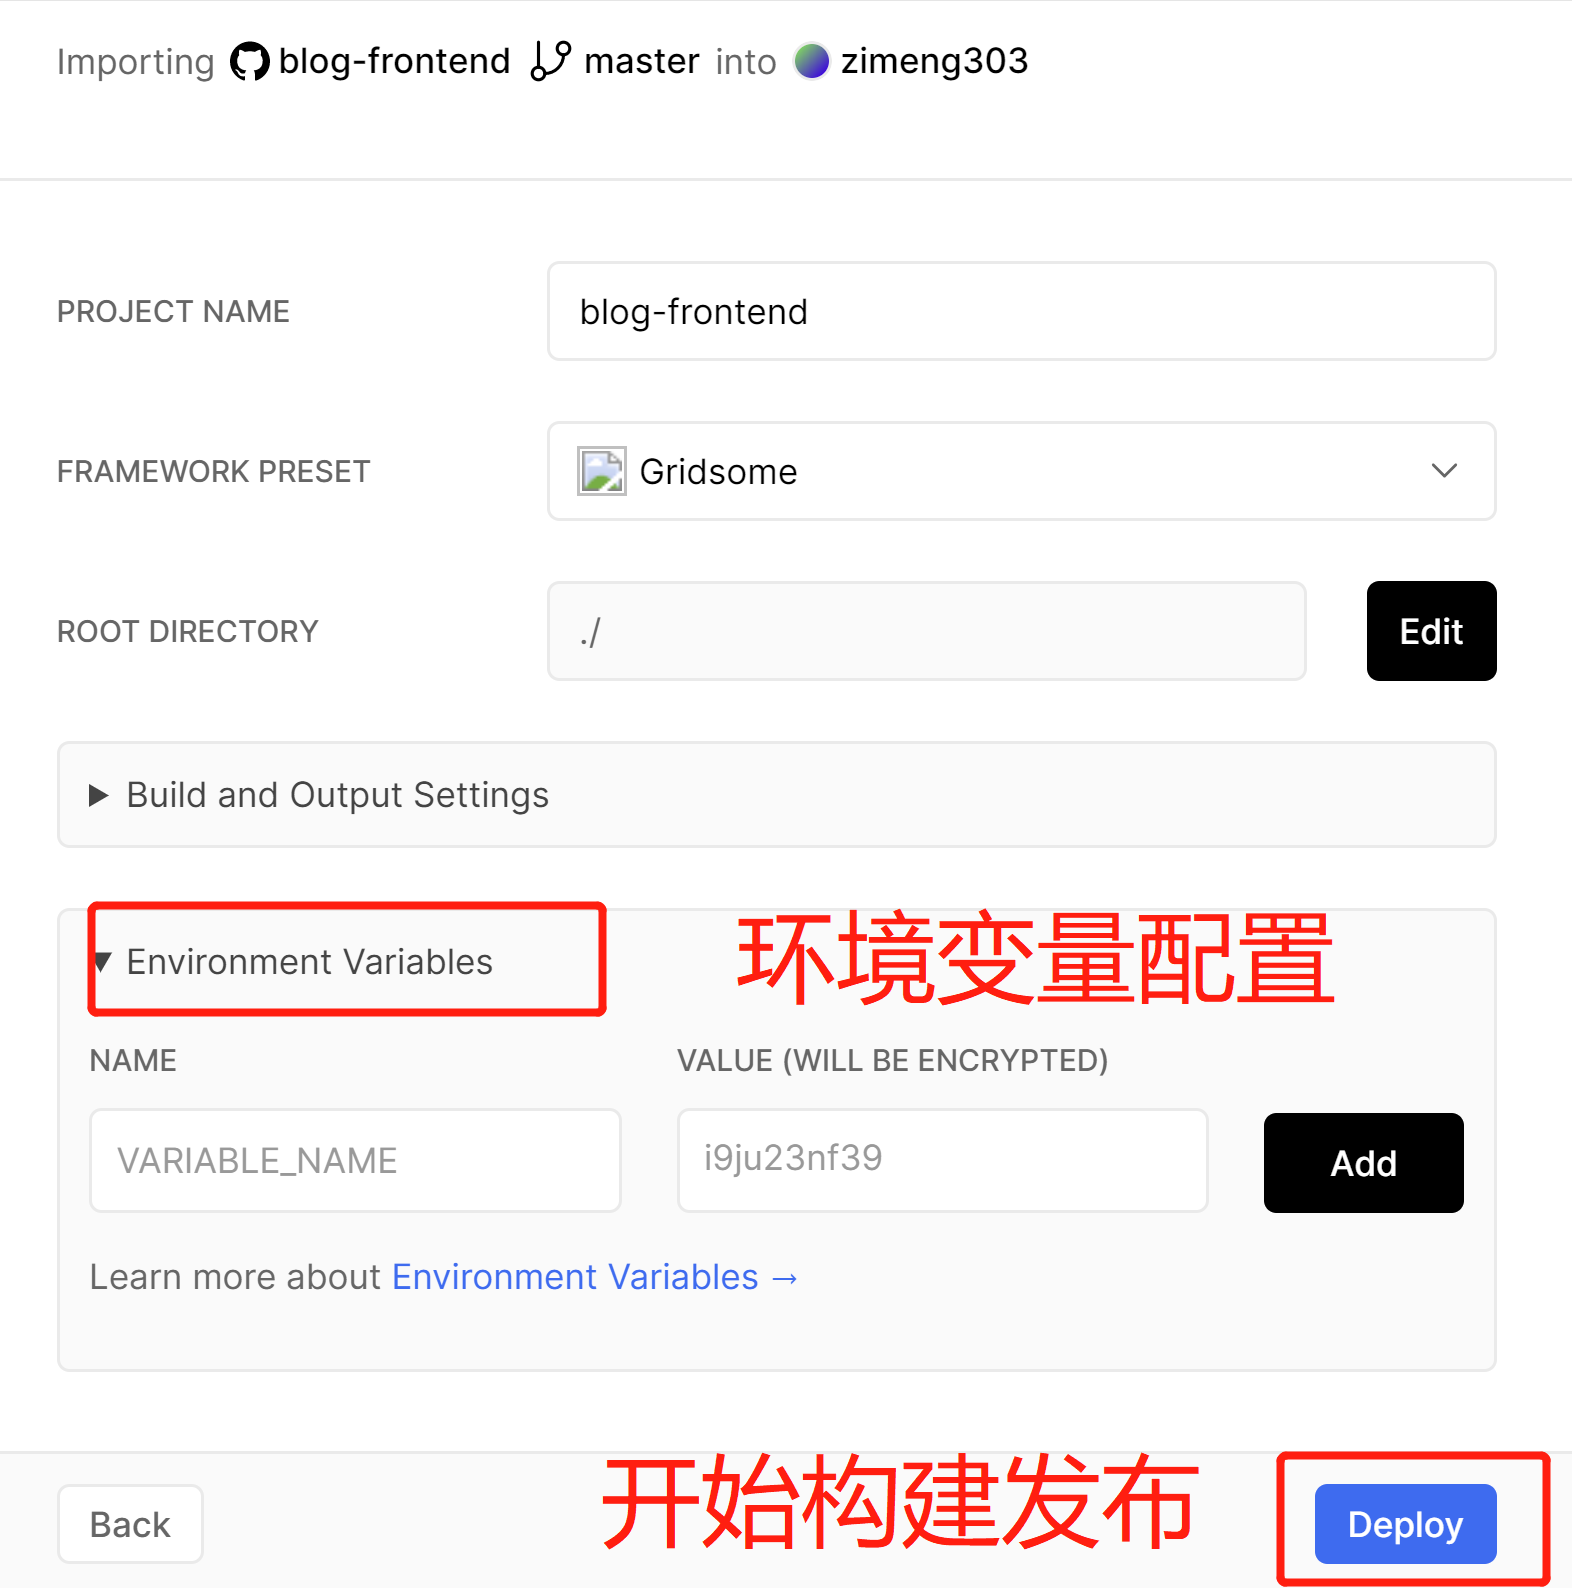 Importing blog-frontend master into zimeng303
PROJECT NAME
blog-frontend
FRAMEWORK PRESET
Gridsome
ROOT DIRECTORY
./
Edit
Build and Output Settings
Environment Variables
环境变量配置
NAME
VALUE (WILL BE ENCRYPTED)
VARIABLE_NAME
i9ju23nf39
Add
Learn more about Environment Variables →
Back
开始构建发布
Deploy